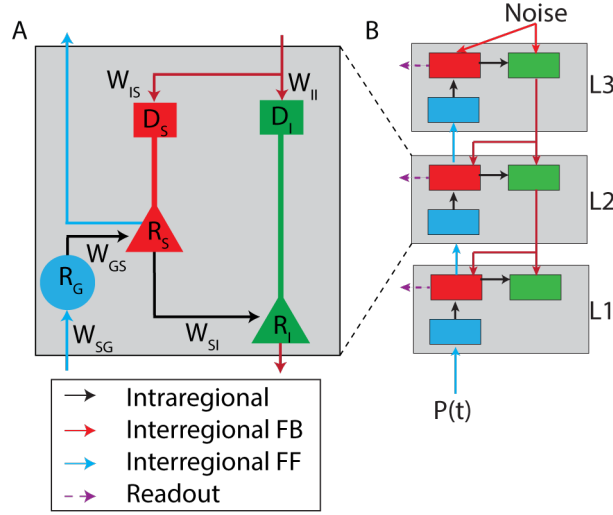 A
W_IS
W_II
D_S
D_I
R_S
R_G
W_GS
W_SG
W_SI
R_I
Intraregional
Interregional FB
Interregional FF
Readout
B
Noise
L3
L2
L1
P(t)